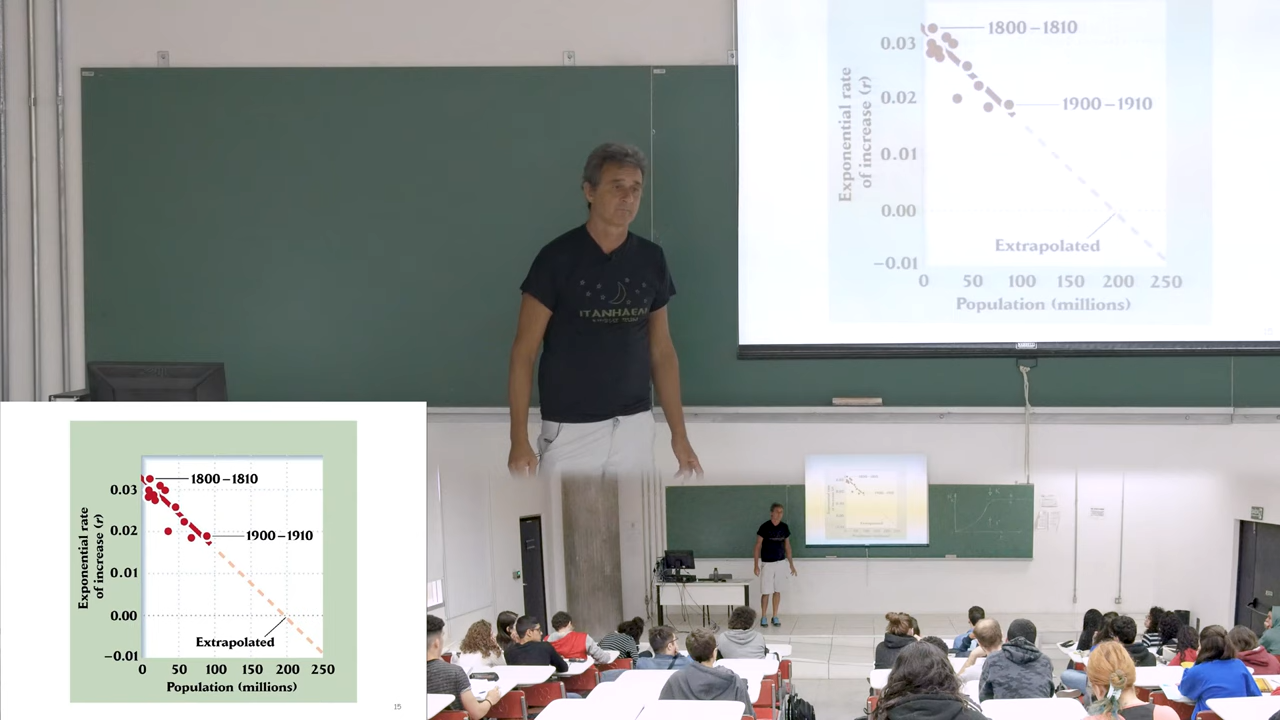 1800 – 1810
0.03
0.02
1900 – 1910
0.01
0.00
Extrapolated
−0.01
0 50 100 150 200 250
Population (millions)
Exponential rate
of increase (r)
ITANHAEM
1800 – 1810
0.03
0.02
1900 – 1910
0.01
0.00
Extrapolated
−0.01
0 50 100 150 200 250
Population (millions)
Exponential rate
of increase (r)
15